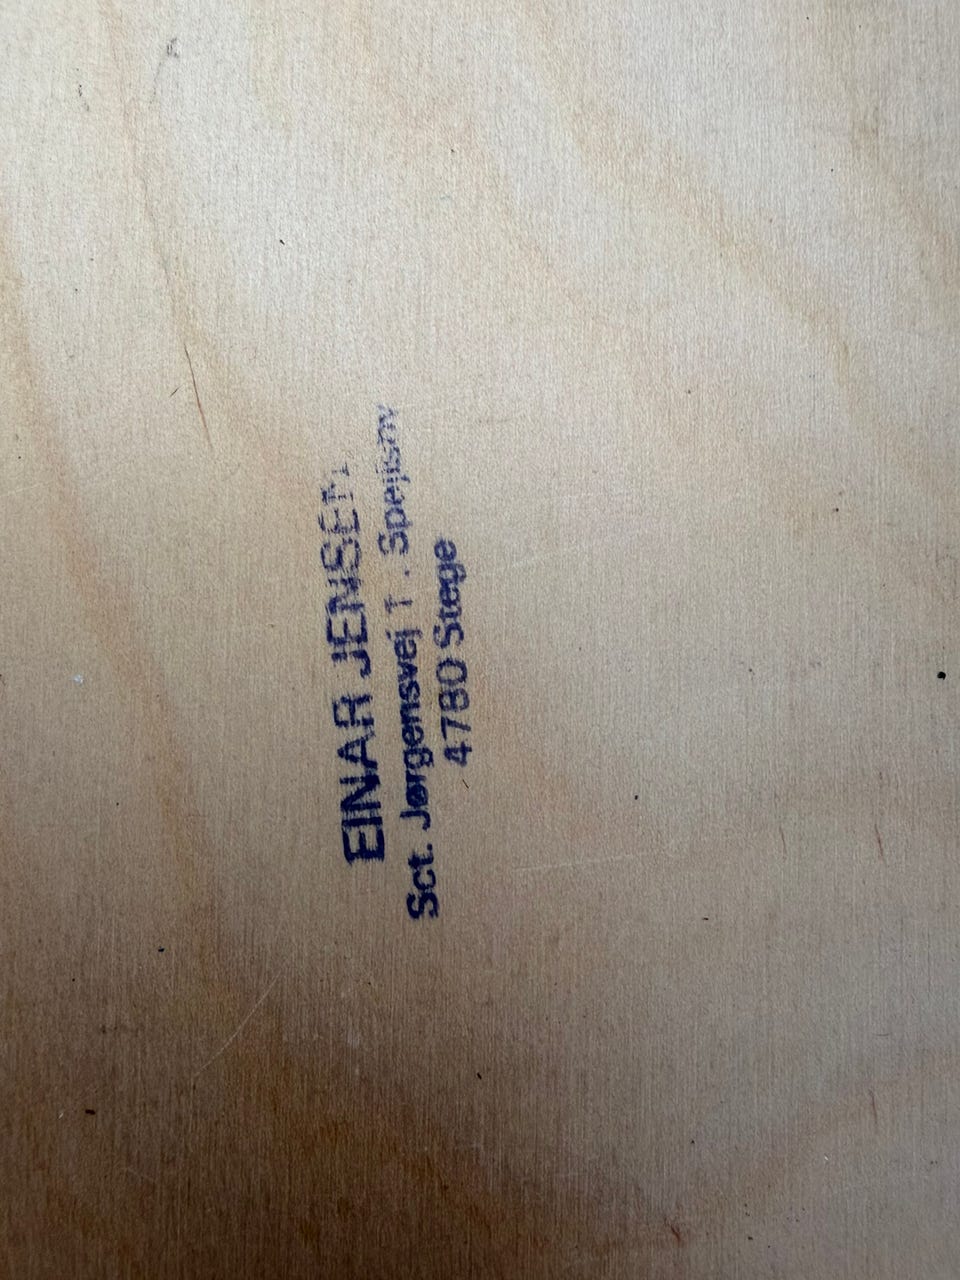 EINAR JENSEN
Sct. Jørgensvej 1 . Spejlsby
4780 Stege